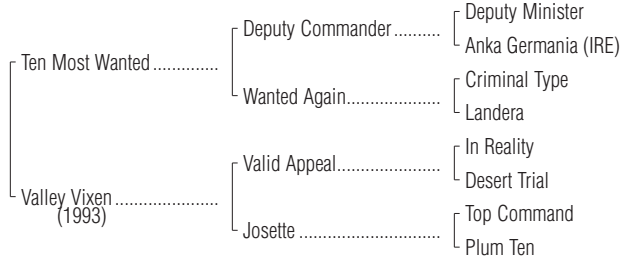 Deputy Minister
Deputy Commander..........
Anka Germania (IRE)
Ten Most Wanted..............
Criminal Type
Wanted Again....................
Landera
In Reality
Valid Appeal......................
Desert Trial
Valley Vixen......................
(1993)
Top Command
Josette ..............................
Plum Ten